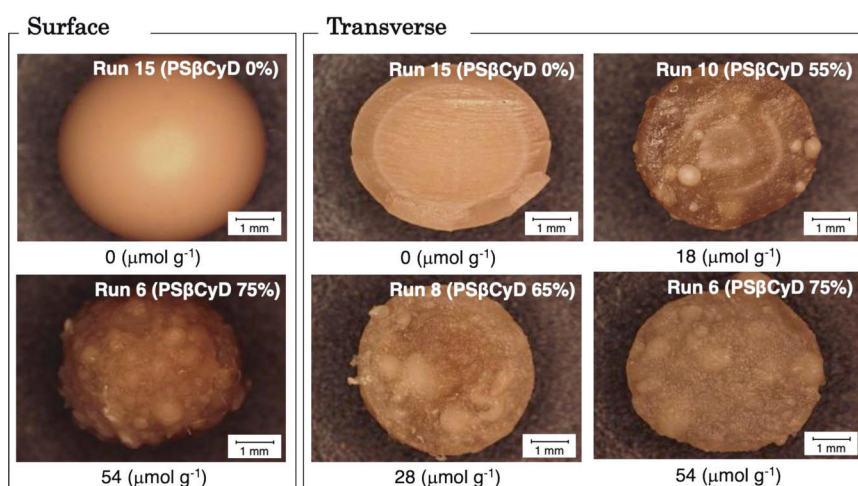 Surface
Transverse
Run 15 (PSβCyD 0%)
1 mm
0 (μmol g⁻¹)
Run 15 (PSβCyD 0%)
1 mm
0 (μmol g⁻¹)
Run 10 (PSβCyD 55%)
1 mm
18 (μmol g⁻¹)
Run 6 (PSβCyD 75%)
1 mm
54 (μmol g⁻¹)
Run 8 (PSβCyD 65%)
1 mm
28 (μmol g⁻¹)
Run 6 (PSβCyD 75%)
1 mm
54 (μmol g⁻¹)